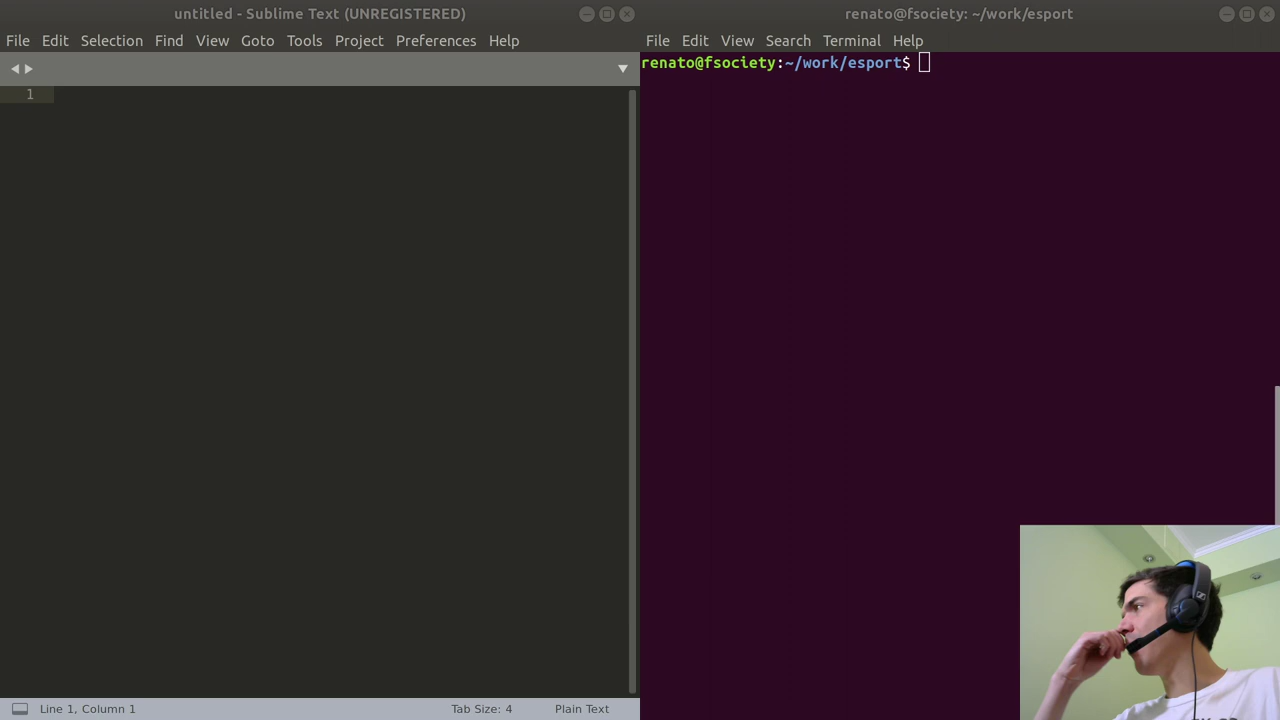 untitled - Sublime Text (UNREGISTERED)
File Edit Selection Find View Goto Tools Project Preferences Help
1
Line 1, Column 1
Tab Size: 4
Plain Text
renato@fsociety: ~/work/esport
File Edit View Search Terminal Help
renato@fsociety:~/work/esport$